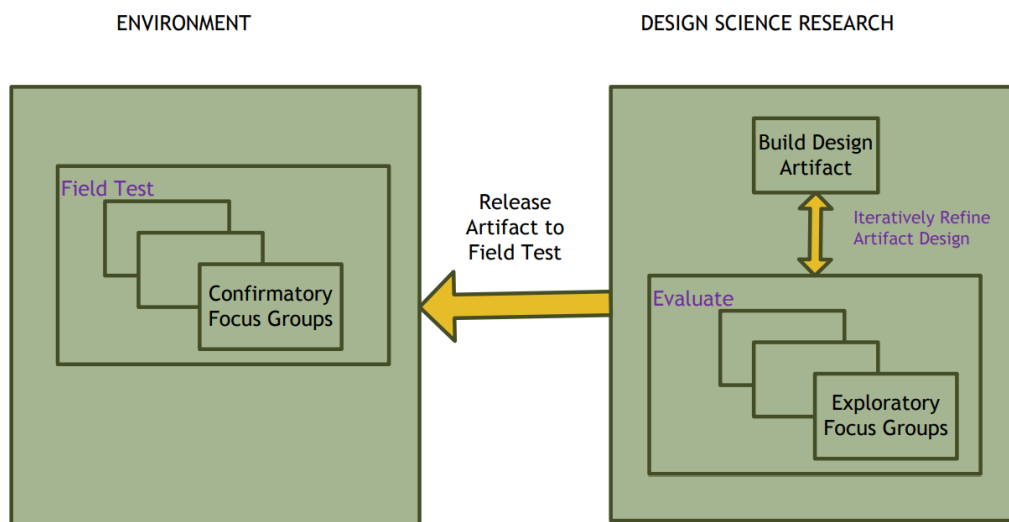 ENVIRONMENT
DESIGN SCIENCE RESEARCH
Field Test
Confirmatory
Focus Groups
Release
Artifact to
Field Test
Build Design
Artifact
Iteratively Refine
Artifact Design
Evaluate
Exploratory
Focus Groups